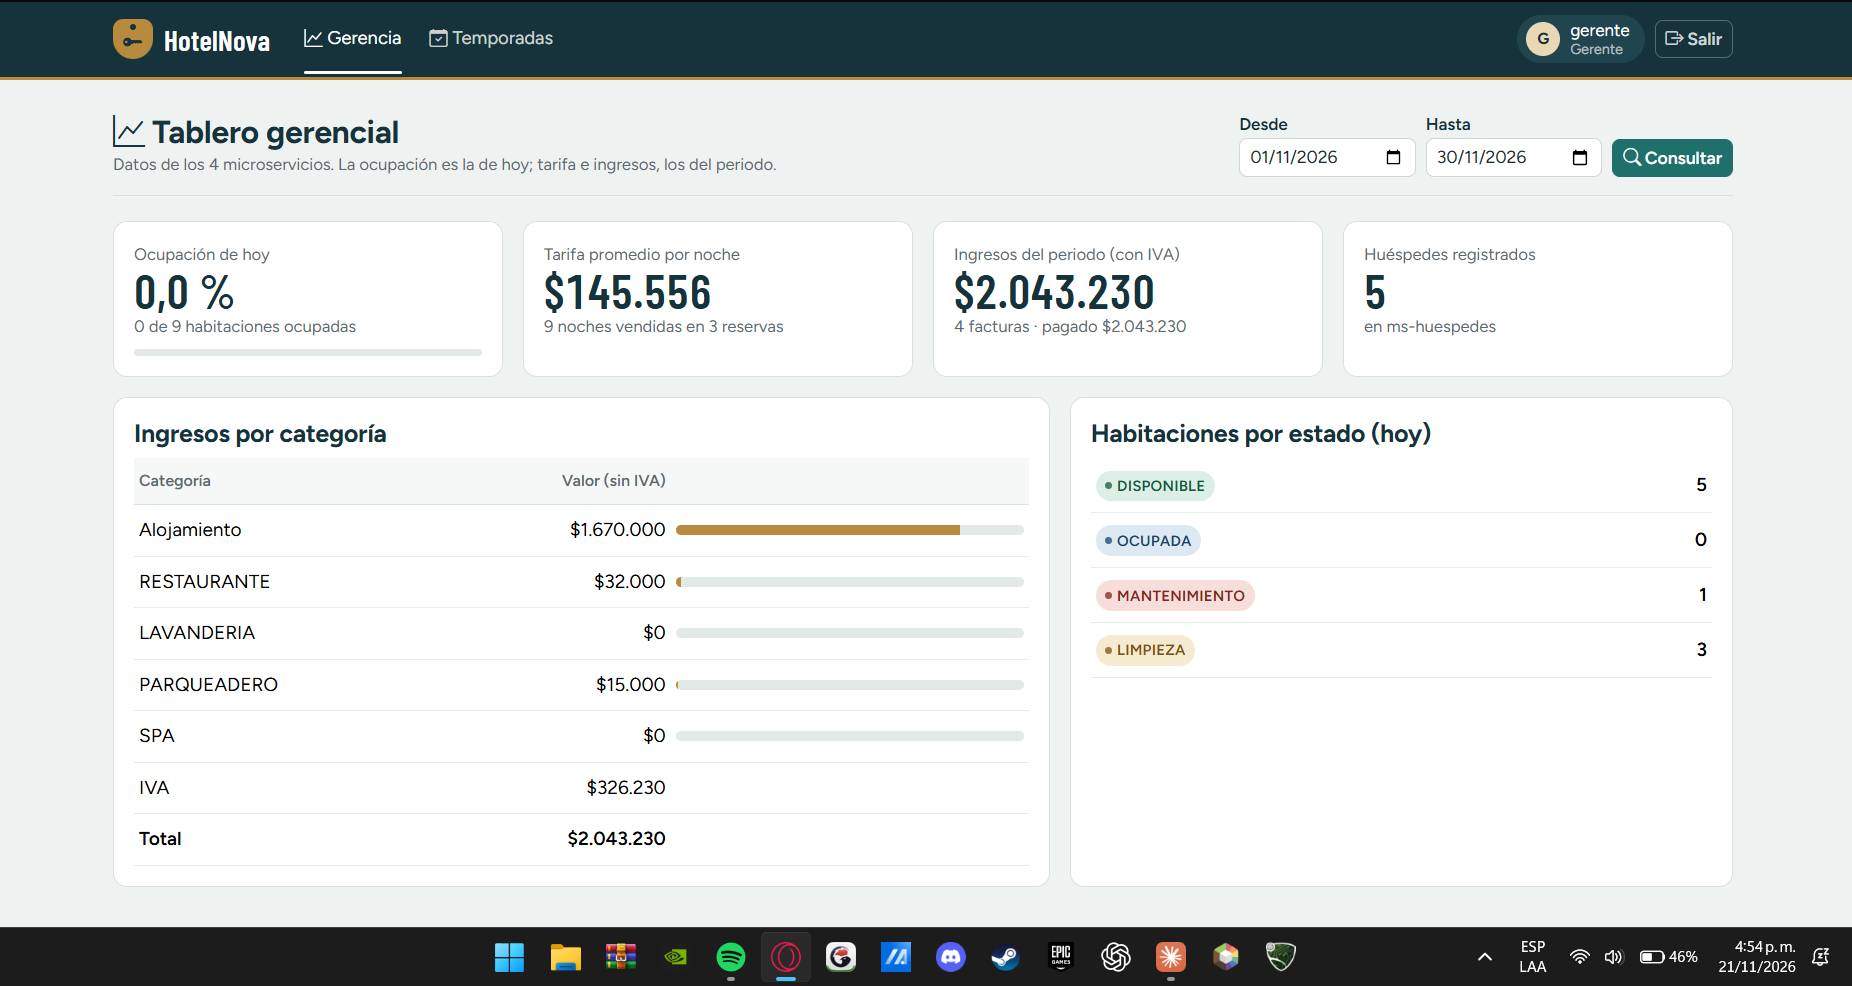 HotelNova
Gerencia
Temporadas
G
gerente
Gerente
Salir
Tablero gerencial
Datos de los 4 microservicios. La ocupación es la de hoy; tarifa e ingresos, los del periodo.
Desde
01/11/2026
Hasta
30/11/2026
Consultar
Ocupación de hoy
0,0 %
0 de 9 habitaciones ocupadas
Tarifa promedio por noche
$145.556
9 noches vendidas en 3 reservas
Ingresos del periodo (con IVA)
$2.043.230
4 facturas · pagado $2.043.230
Huéspedes registrados
5
en ms-huespedes
Ingresos por categoría
Categoría Valor (sin IVA)
Alojamiento $1.670.000
RESTAURANTE $32.000
LAVANDERIA $0
PARQUEADERO $15.000
SPA $0
IVA $326.230
Total $2.043.230
Habitaciones por estado (hoy)
DISPONIBLE 5
OCUPADA 0
MANTENIMIENTO 1
LIMPIEZA 3
EPIC
GAMES
ESP
LAA
46%
4:54 p. m.
21/11/2026